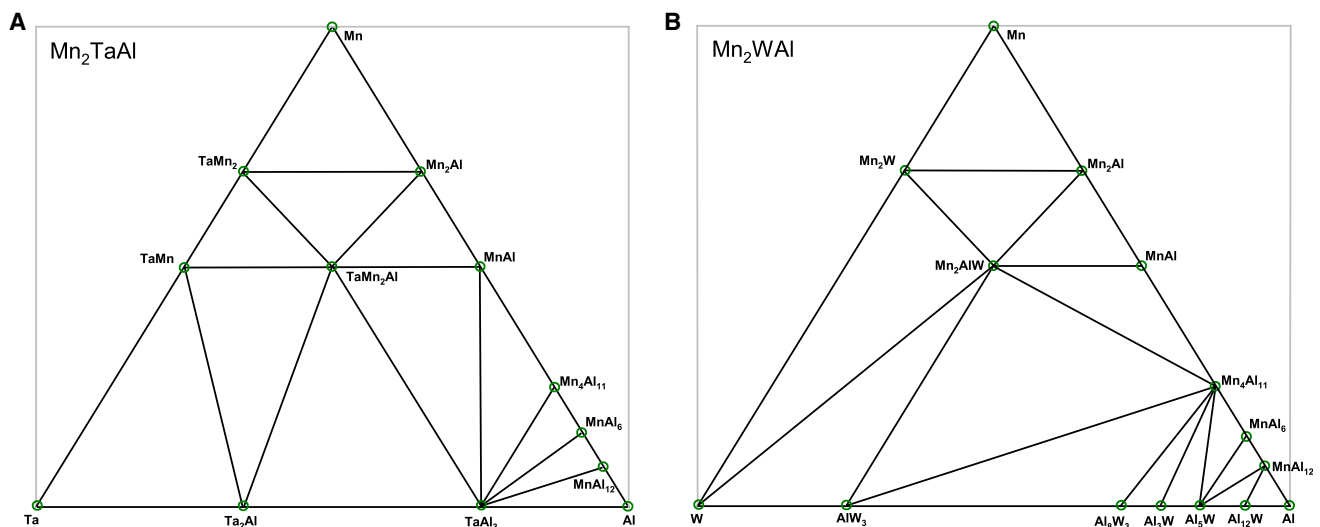 A
Mn₂TaAl
Mn
TaMn₂
Mn₂Al
TaMn
TaMn₂Al
MnAl
Mn₄Al₁₁
MnAl₆
MnAl₁₂
Ta
Ta₂Al
TaAl₃
Al
B
Mn₂WAl
Mn
Mn₂W
Mn₂Al
Mn₂AlW
MnAl
Mn₄Al₁₁
MnAl₆
MnAl₁₂
W
AlW₃
Al₃W
Al₅W
Al₁₂W
Al